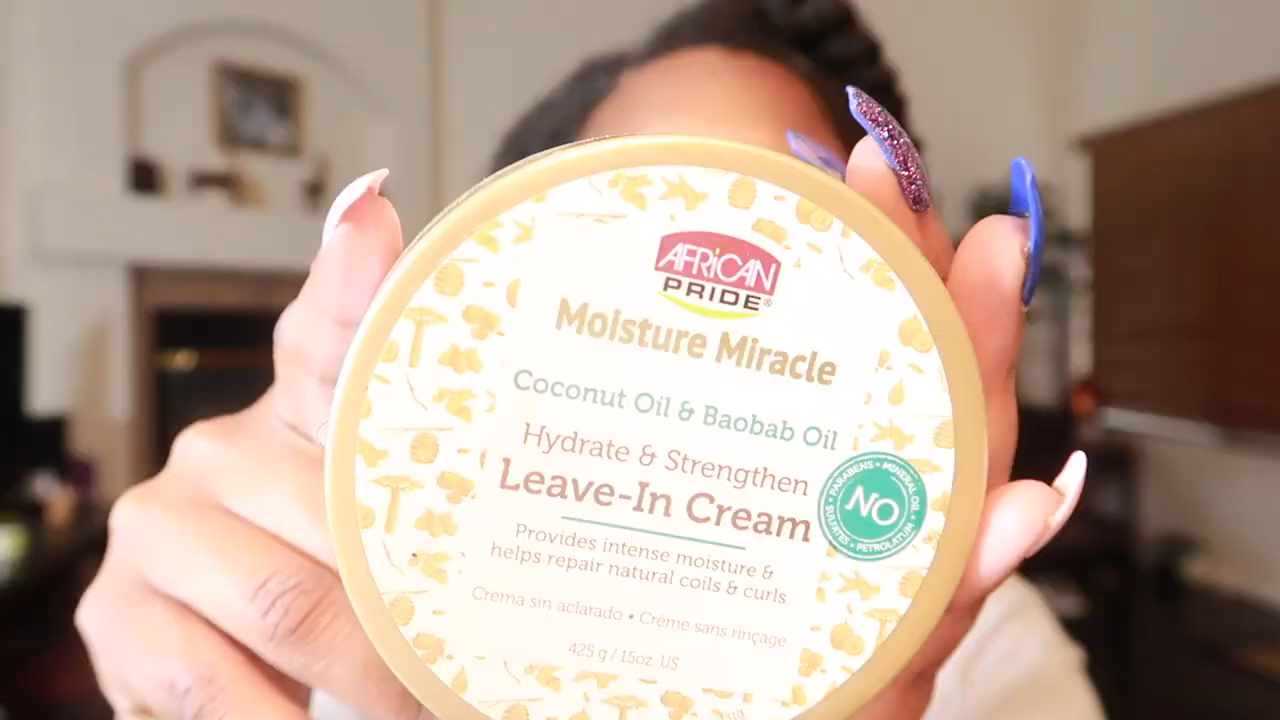 AFRICAN
PRIDE®
Moisture Miracle
Coconut Oil & Baobab Oil
Hydrate & Strengthen
Leave-In Cream
NO
• PARABENS • MINERAL OIL • PETROLATUM • SULFATES
Provides intense moisture &
helps repair natural coils & curls
Crema sin aclarado • Crème sans rinçage
425 g / 15oz US